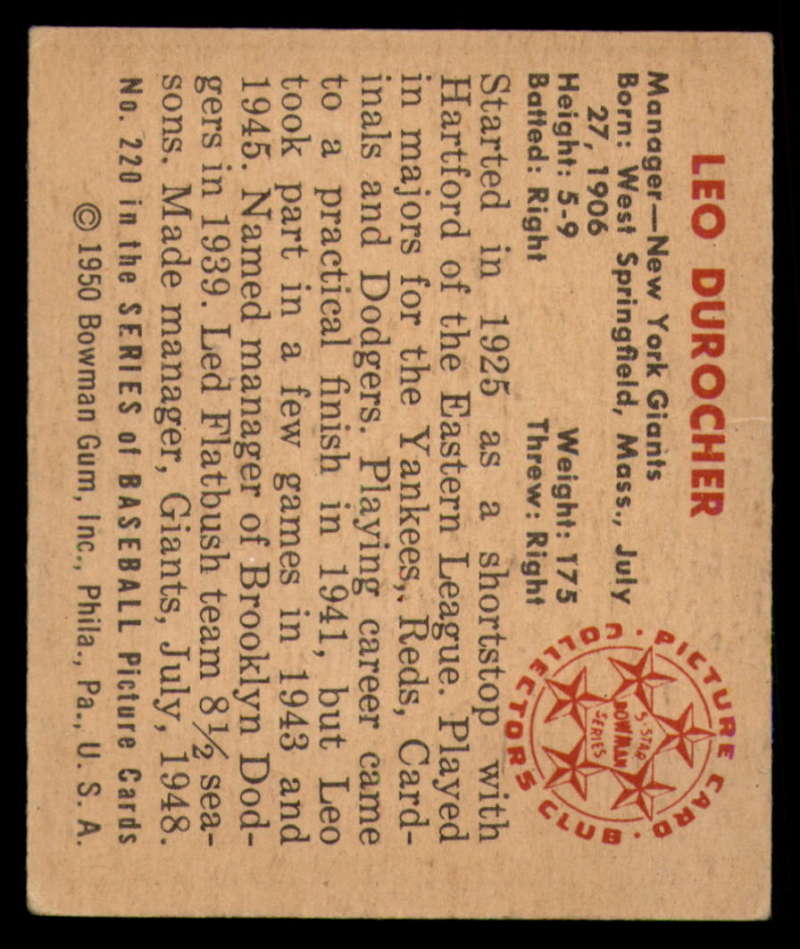 LEO DUROCHER
Manager—New York Giants
Born: West Springfield, Mass., July
27, 1906
Height: 5-9 Weight: 175
Batted: Right Threw: Right
Started in 1925 as a shortstop with
Hartford of the Eastern League. Played
in majors for the Yankees, Reds, Card-
inals and Dodgers. Playing career came
to a practical finish in 1941, but Leo
took part in a few games in 1943 and
1945. Named manager of Brooklyn Dod-
gers in 1939. Led Flatbush team 8½ sea-
sons. Made manager, Giants, July, 1948.
No. 220 in the SERIES of BASEBALL Picture Cards
© 1950 Bowman Gum, Inc., Phila., Pa., U. S. A.
PICTURE CARD · CLUB · COLLECTORS ·
5-STAR
BOWMAN
SERIES